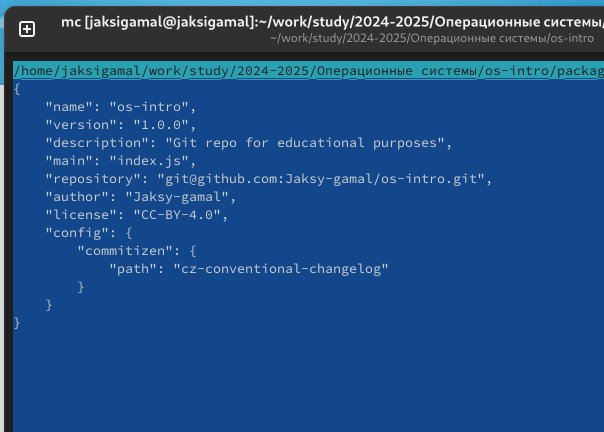 mc [jaksigamal@jaksigamal]:~/work/study/2024-2025/Операционные системы/
~/work/study/2024-2025/Операционные системы/os-intro
/home/jaksigamal/work/study/2024-2025/Операционные системы/os-intro/packag
{
    "name": "os-intro",
    "version": "1.0.0",
    "description": "Git repo for educational purposes",
    "main": "index.js",
    "repository": "git@github.com:Jaksy-gamal/os-intro.git",
    "author": "Jaksy-gamal",
    "license": "CC-BY-4.0",
    "config": {
        "commitizen": {
            "path": "cz-conventional-changelog"
        }
    }
}